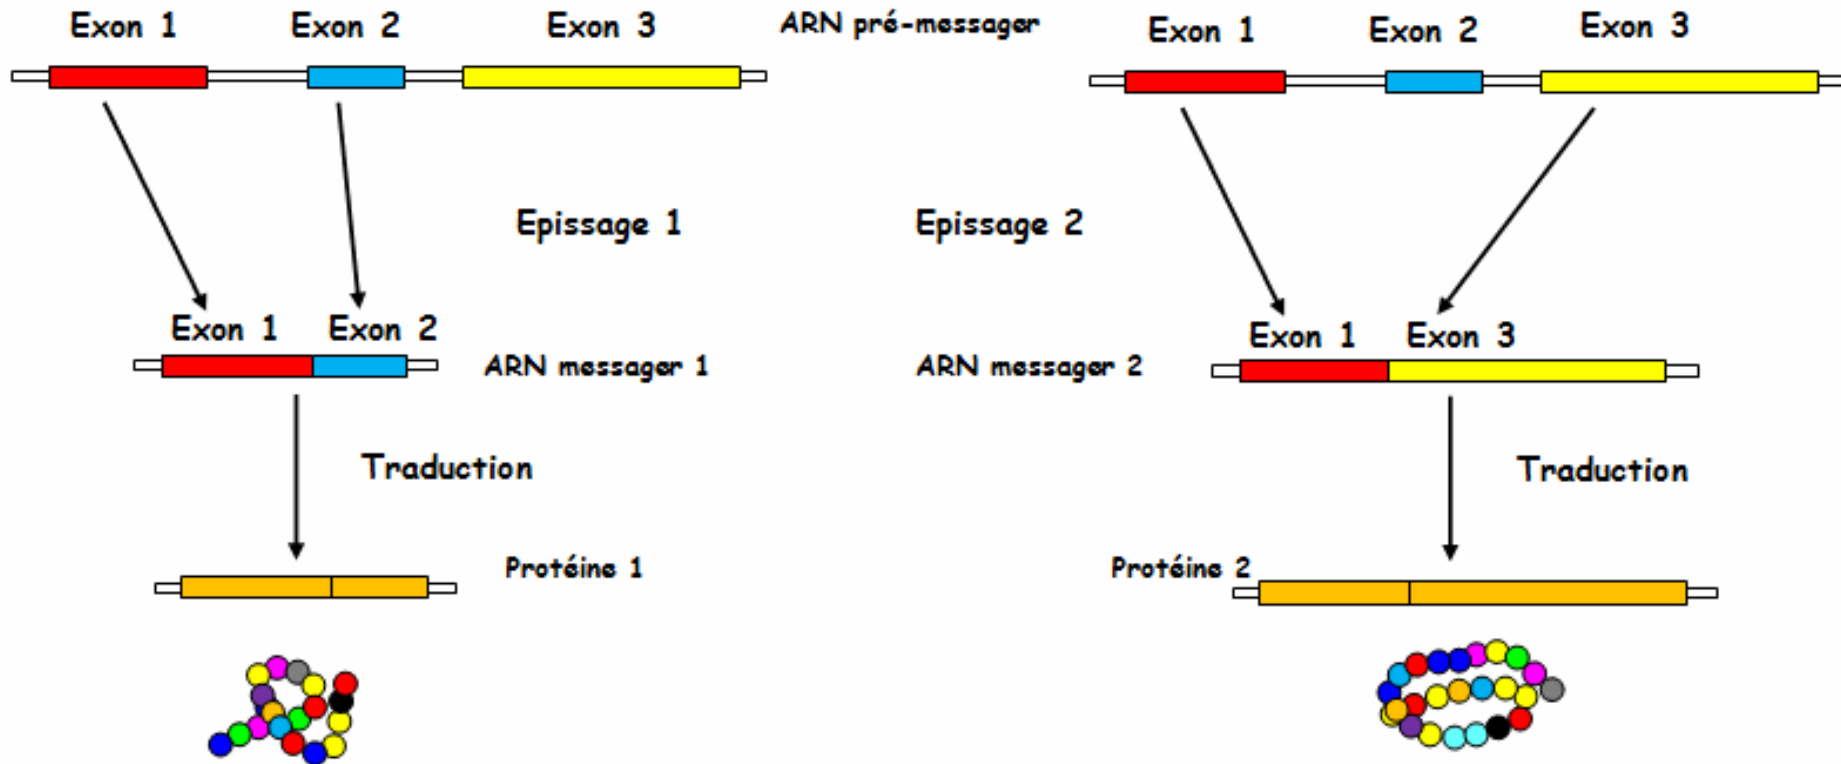 Exon 1 Exon 2 Exon 3 ARN pré-messager Exon 1 Exon 2 Exon 3
Epissage 1 Epissage 2
Exon 1 Exon 2 Exon 1 Exon 3
ARN messager 1 ARN messager 2
Traduction Traduction
Protéine 1 Protéine 2